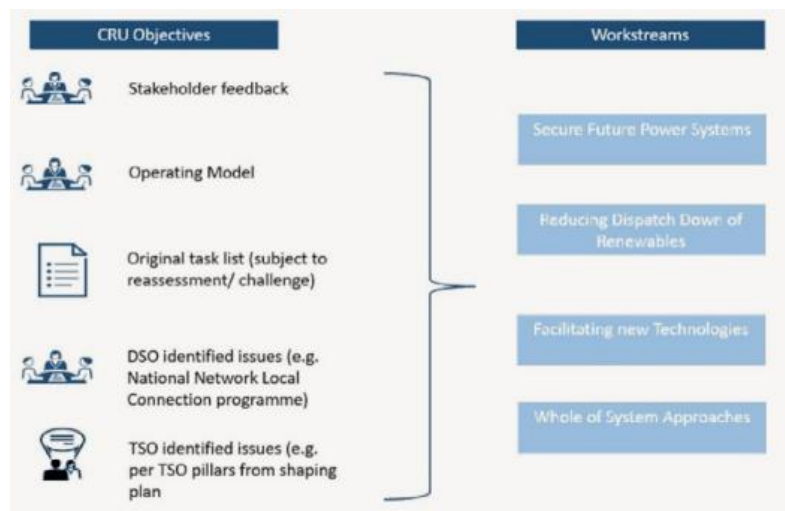 CRU Objectives
Stakeholder feedback
Operating Model
Original task list (subject to
reassessment/ challenge)
DSO identified issues (e.g.
National Network Local
Connection programme)
TSO identified issues (e.g.
per TSO pillars from shaping
plan
Workstreams
Secure Future Power Systems
Reducing Dispatch Down of
Renewables
Facilitating new Technologies
Whole of System Approaches